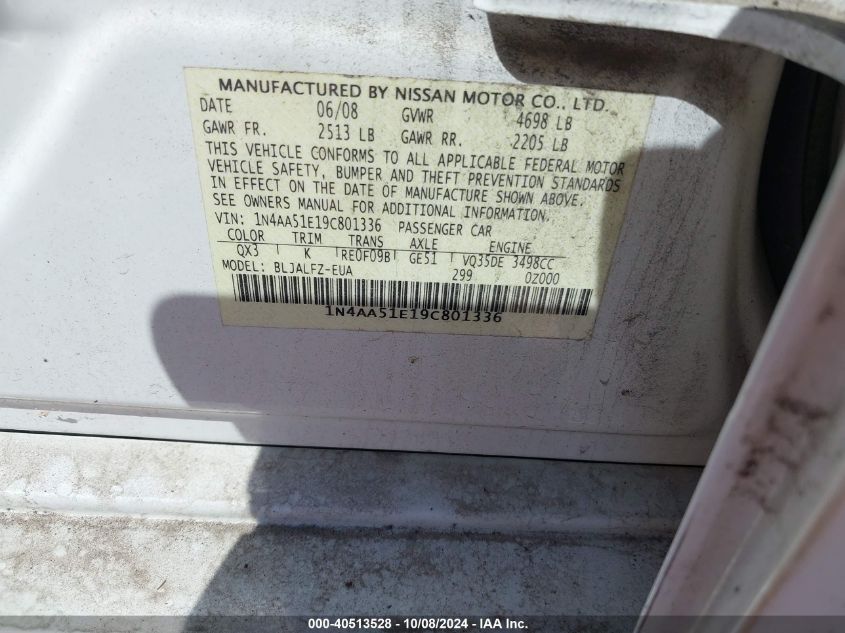 MANUFACTURED BY NISSAN MOTOR CO., LTD.
DATE 06/08 GVWR 4698 LB
GAWR FR. 2513 LB GAWR RR. 2205 LB
THIS VEHICLE CONFORMS TO ALL APPLICABLE FEDERAL MOTOR
VEHICLE SAFETY, BUMPER AND THEFT PREVENTION STANDARDS
IN EFFECT ON THE DATE OF MANUFACTURE SHOWN ABOVE.
SEE OWNERS MANUAL FOR ADDITIONAL INFORMATION.
VIN: 1N4AA51E19C801336 PASSENGER CAR
COLOR TRIM TRANS AXLE ENGINE
QX3 K RE0F09B GE51 VQ35DE 3498CC
MODEL: BLJALFZ-EUA 299 0Z000
1N4AA51E19C801336
000-40513528 - 10/08/2024 - IAA Inc.